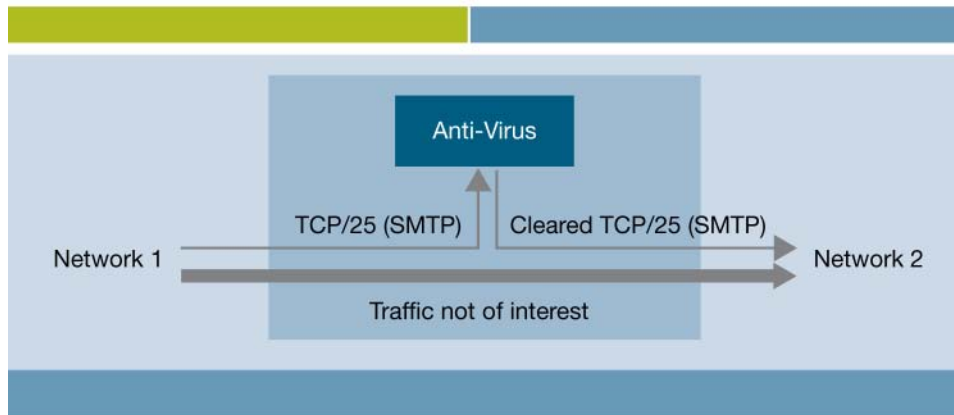 Anti-Virus
TCP/25 (SMTP)
Cleared TCP/25 (SMTP)
Network 1
Network 2
Traffic not of interest